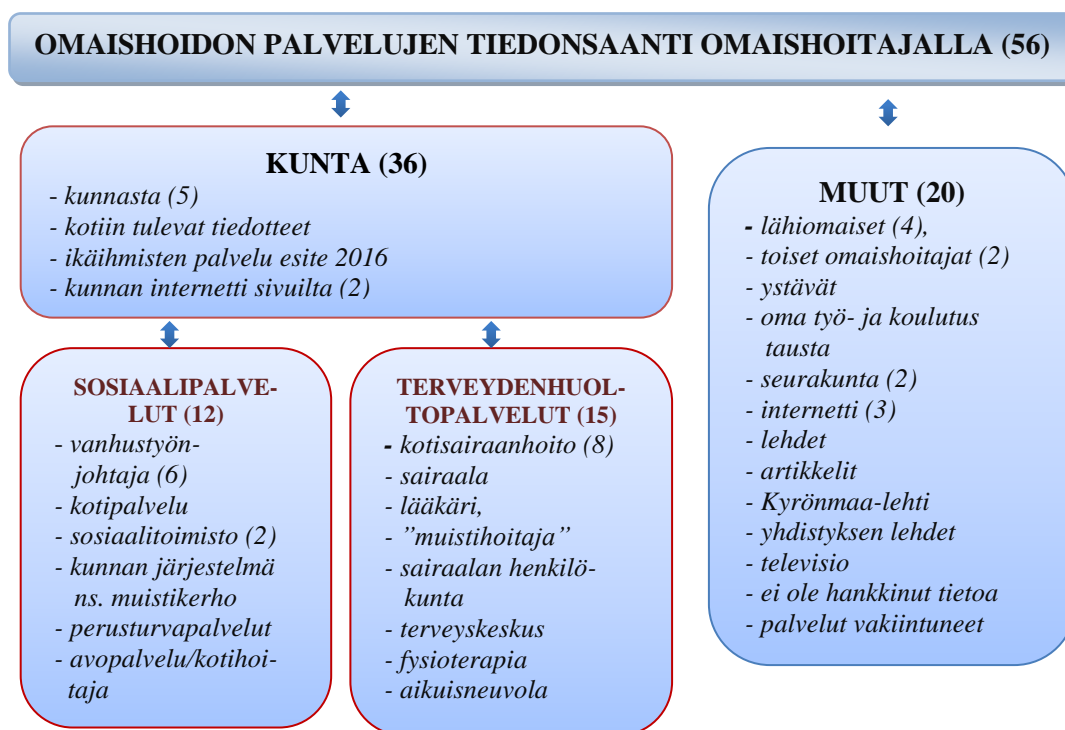 OMAISHOIDON PALVELUJEN TIEDONSAANTI OMAISHOITAJALLA (56)
KUNTA (36)
- kunnasta (5)
- kotiin tulevat tiedotteet
- ikäihmisten palvelu esite 2016
- kunnan internetti sivuilta (2)
SOSIAALIPALVE-
LUT (12)
- vanhustyön-
johtaja (6)
- kotipalvelu
- sosiaalitoimisto (2)
- kunnan järjestelmä
ns. muistikerho
- perusturvapalvelut
- avopalvelu/kotihoi-
taja
TERVEYDENHUOL-
TOPALVELUT (15)
- kotisairaanhoito (8)
- sairaala
- lääkäri,
- ”muistihoitaja”
- sairaalan henkilö-
kunta
- terveyskeskus
- fysioterapia
- aikuisneuvola
MUUT (20)
- lähiomaiset (4),
- toiset omaishoitajat (2)
- ystävät
- oma työ- ja koulutus
tausta
- seurakunta (2)
- internetti (3)
- lehdet
- artikkelit
- Kyrönmaa-lehti
- yhdistyksen lehdet
- televisio
- ei ole hankkinut tietoa
- palvelut vakiintuneet